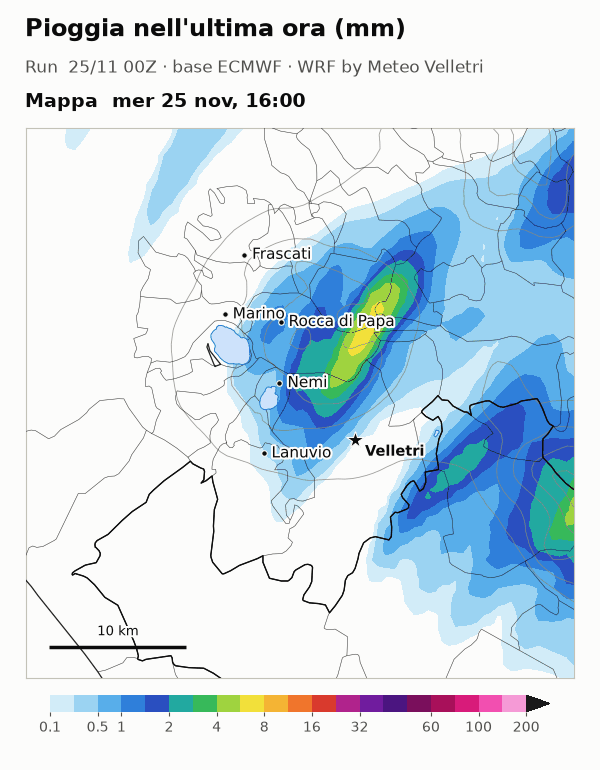 Pioggia nell'ultima ora (mm)
Run  25/11 00Z · base ECMWF · WRF by Meteo Velletri
Mappa  mer 25 nov, 16:00
Frascati
Marino
Rocca di Papa
Nemi
Velletri
Lanuvio
10 km
0.1 0.5 1 2 4 8 16 32 60 100 200